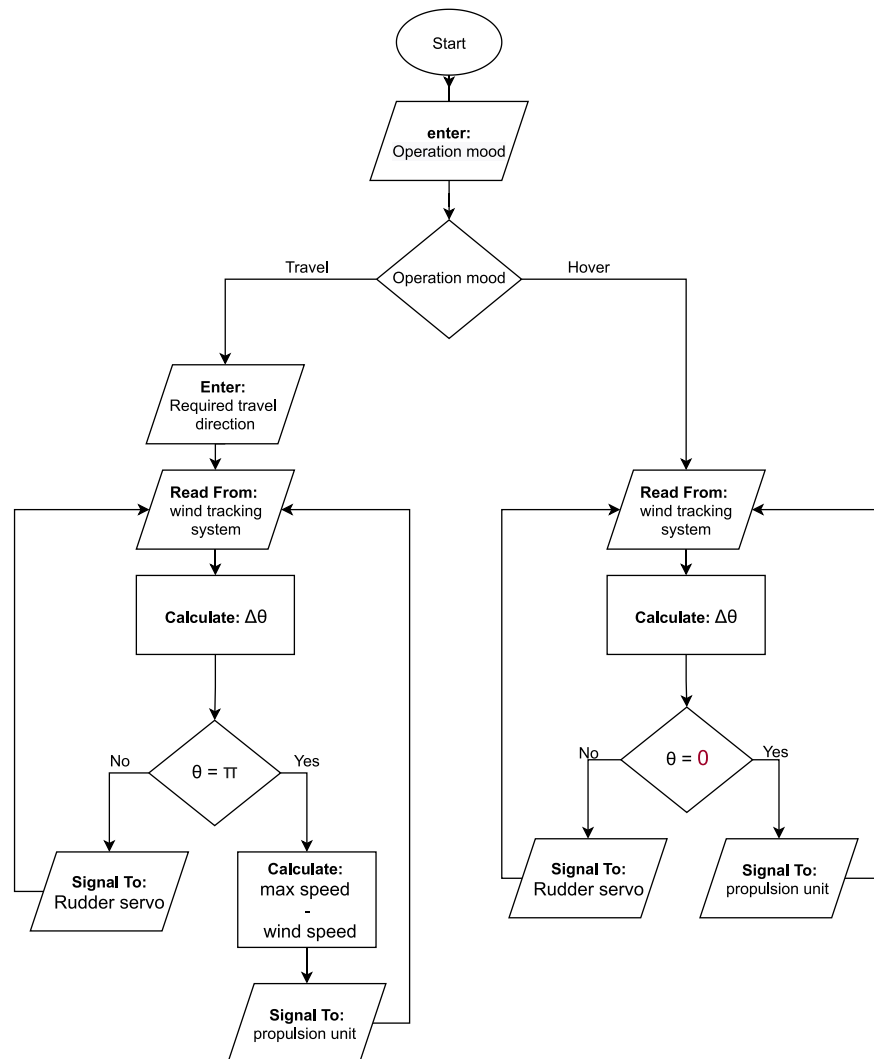 Start
enter:
Operation mood
Operation mood
Travel
Hover
Enter:
Required travel
direction
Read From:
wind tracking
system
Calculate: Δθ
θ = π
No
Yes
Signal To:
Rudder servo
Calculate:
max speed
-
wind speed
Signal To:
propulsion unit
Read From:
wind tracking
system
Calculate: Δθ
θ = 0
No
Yes
Signal To:
Rudder servo
Signal To:
propulsion unit